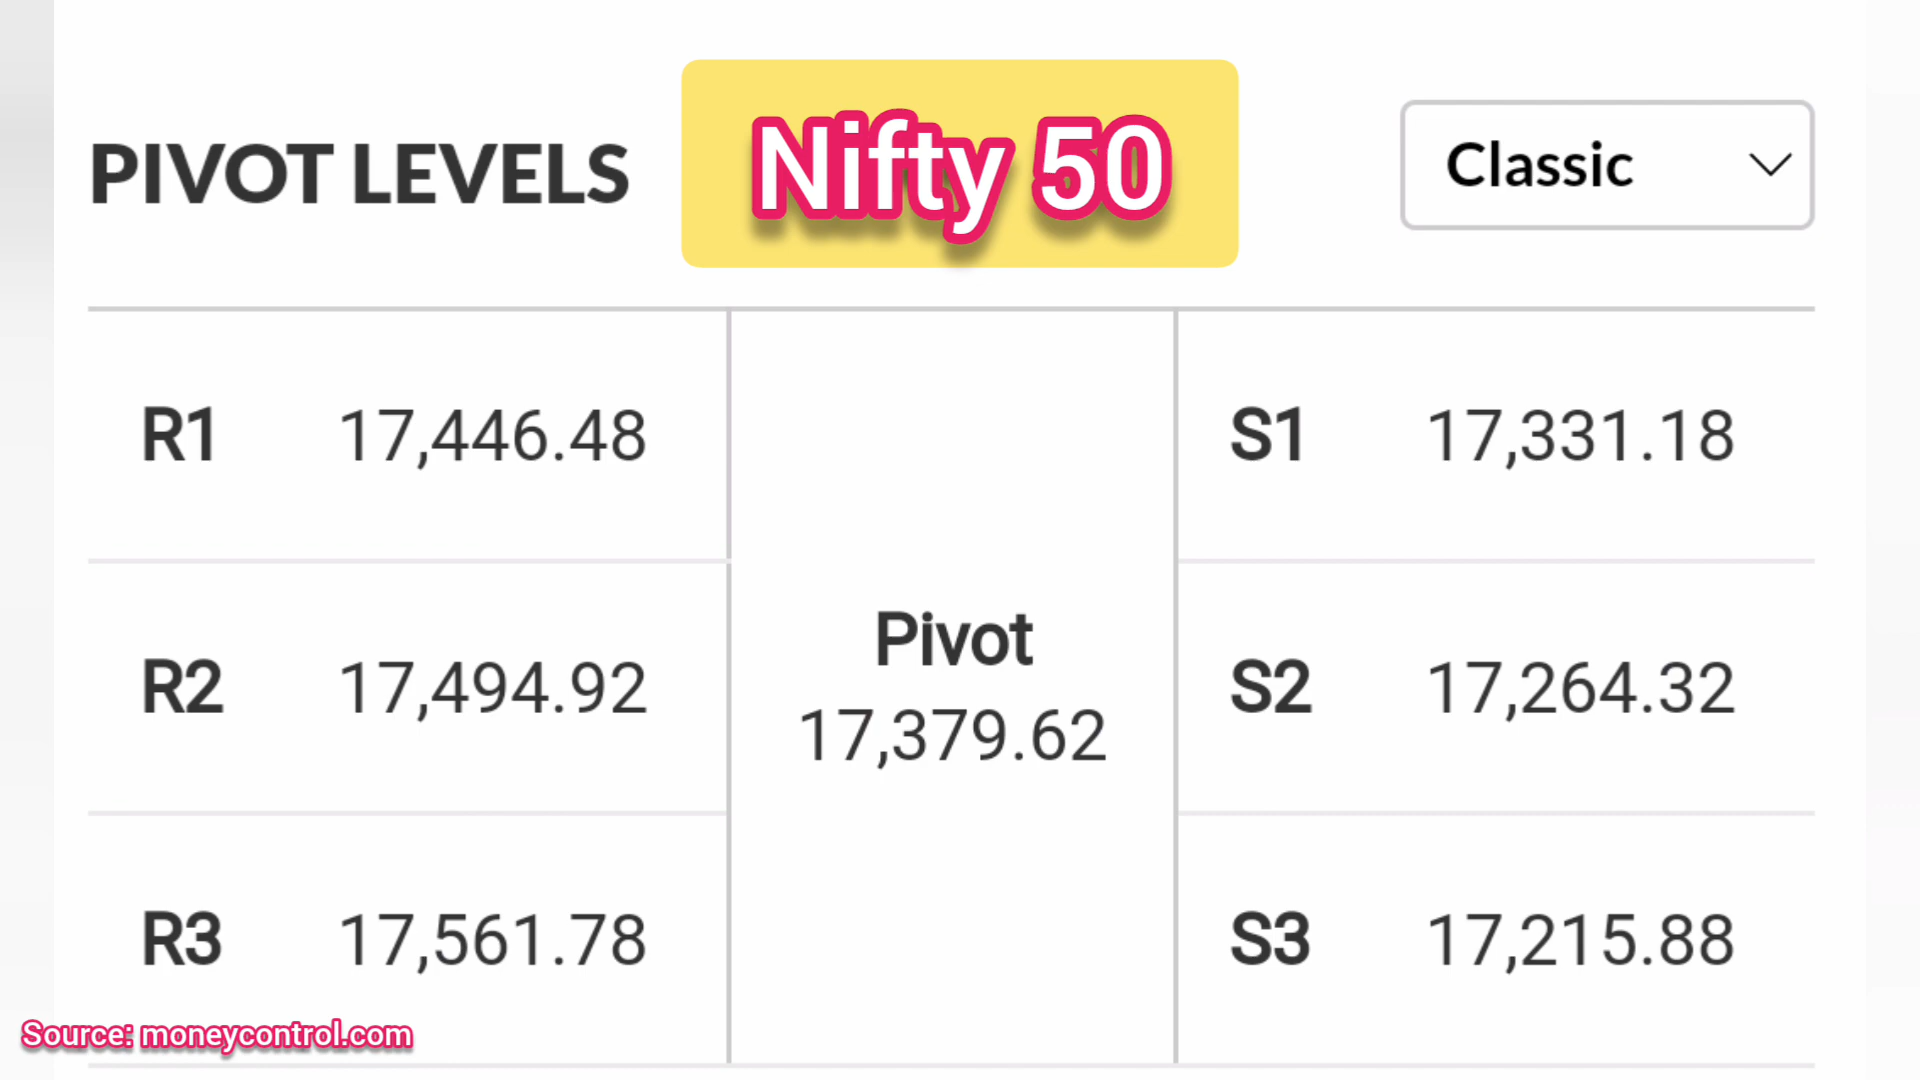 PIVOT LEVELS
Nifty 50
Classic
R1 17,446.48
S1 17,331.18
R2 17,494.92
Pivot
17,379.62
S2 17,264.32
R3 17,561.78
S3 17,215.88
Source: moneycontrol.com